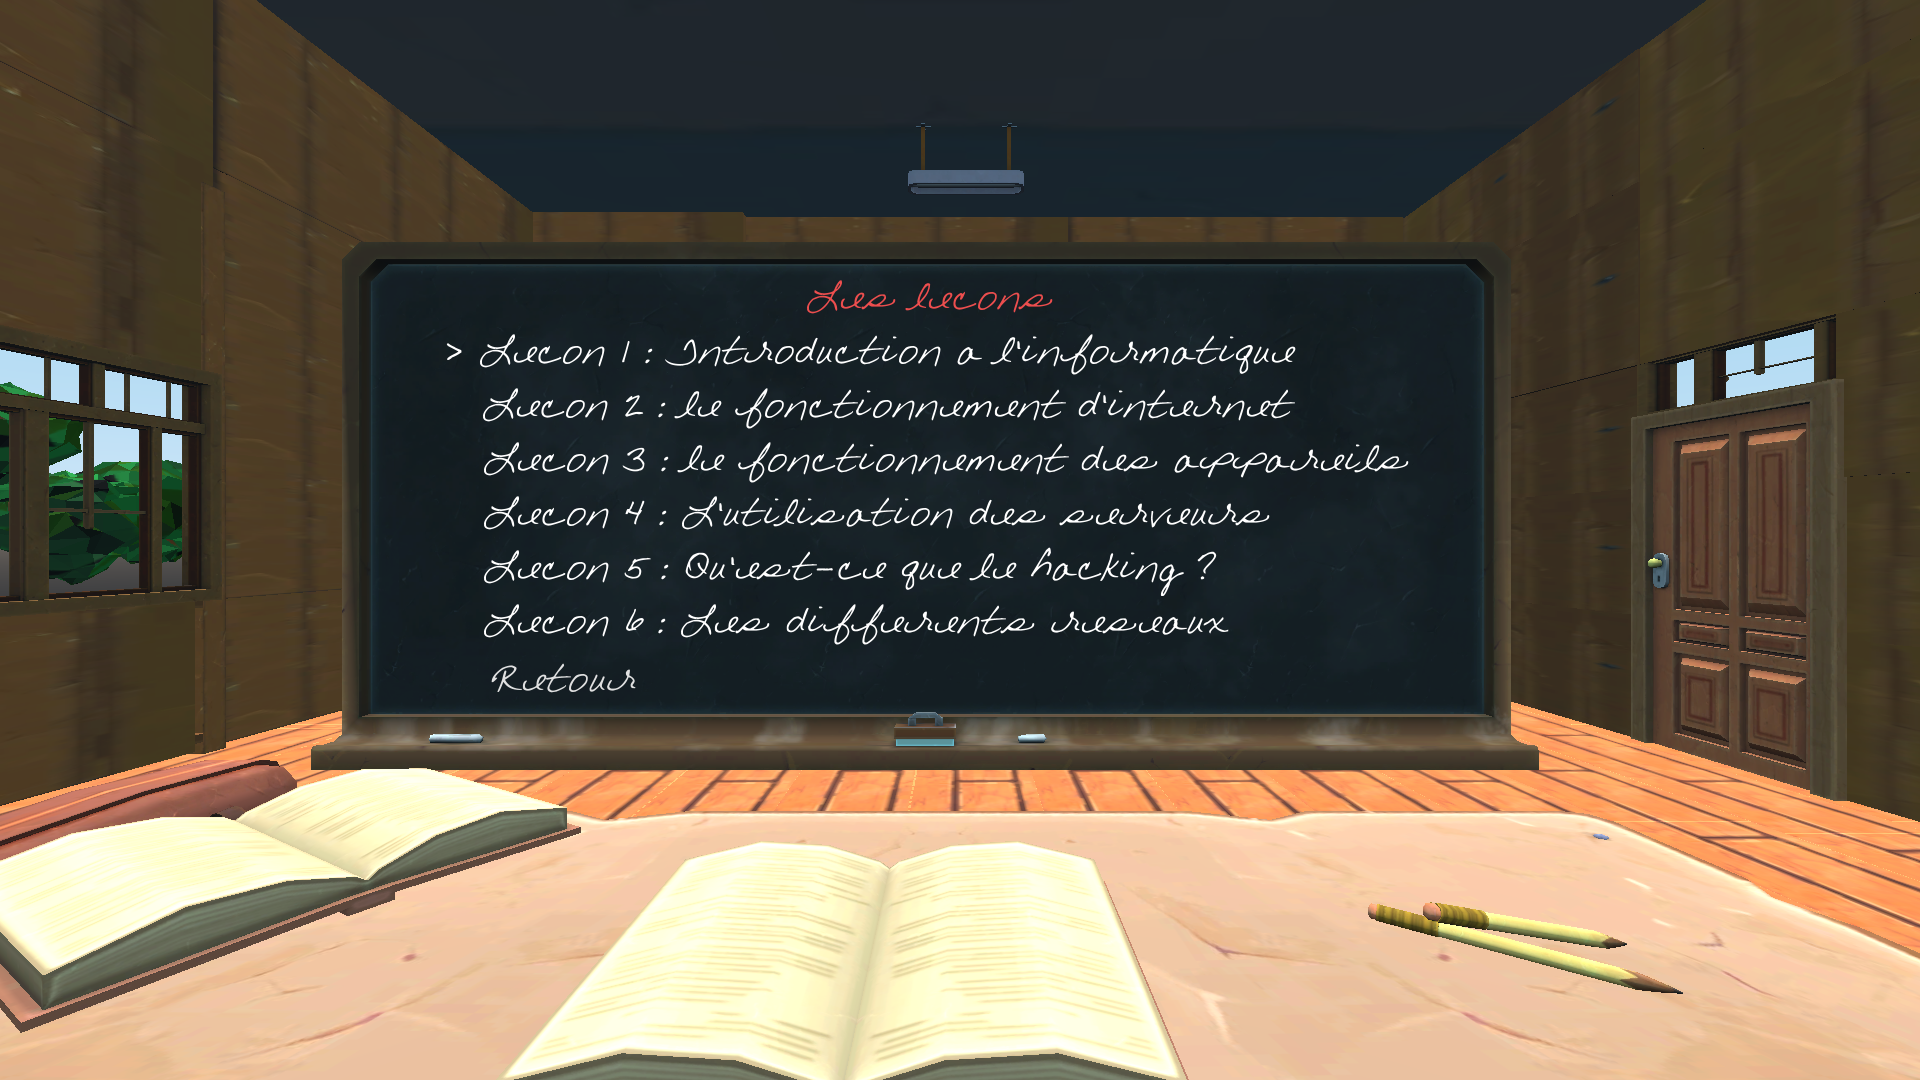 Les lecons
> Lecon 1 : Introduction a l'informatique
Lecon 2 : le fonctionnement d'internet
Lecon 3 : le fonctionnement des appareils
Lecon 4 : L'utilisation des serveurs
Lecon 5 : Qu'est-ce que le hacking ?
Lecon 6 : Les differents reseaux
Retour